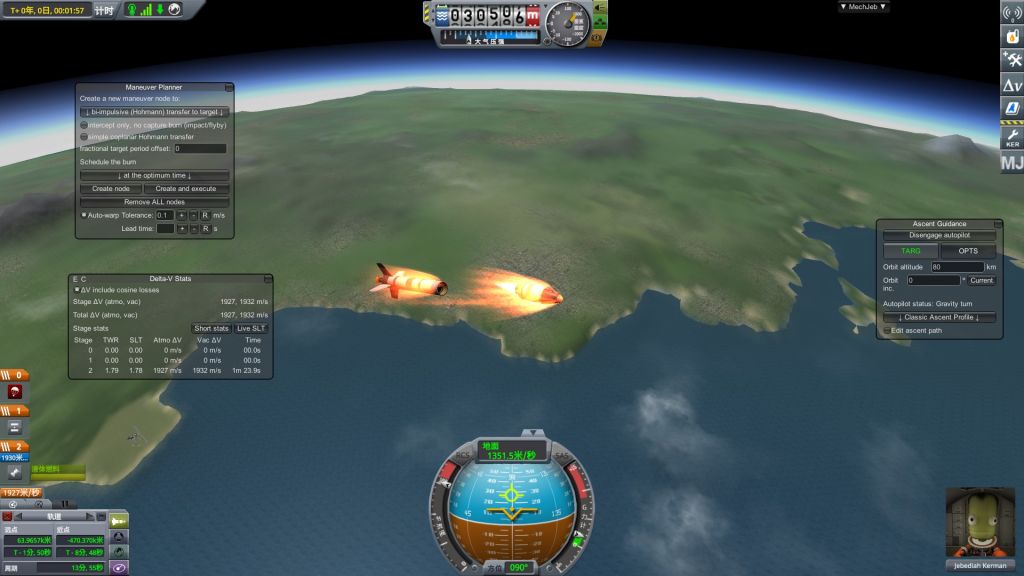 T+ 0年, 0日, 00:01:57 计时
030506 m
大气压强
▼ MechJeb ▼
Δv
KER
MJ
Maneuver Planner
Create a new maneuver node to:
↓ bi-impulsive (Hohmann) transfer to target ↓
intercept only, no capture burn (impact/flyby)
simple coplanar Hohmann transfer
fractional target period offset: 0
Schedule the burn
↓ at the optimum time ↓
Create node Create and execute
Remove ALL nodes
Auto-warp Tolerance: 0.1 + - R m/s
Lead time: + - R s
Ascent Guidance
Disengage autopilot
TARG OPTS
Orbit altitude 80 km
Orbit inc. 0 ° Current
Autopilot status: Gravity turn
↓ Classic Ascent Profile ↓
Edit ascent path
E C Delta-V Stats
ΔV include cosine losses
Stage ΔV (atmo, vac) 1927, 1932 m/s
Total ΔV (atmo, vac) 1927, 1932 m/s
Stage stats Short stats Live SLT
Stage TWR SLT Atmo ΔV Vac ΔV Time
0 0.00 0.00 0 m/s 0 m/s 00.0s
1 0.00 0.00 0 m/s 0 m/s 00.0s
2 1.79 1.78 1927 m/s 1932 m/s 1m 23.9s
0
1
2
1930米...
液体燃料
1927米/秒
轨道
远点 近点
63.9657k米 -470.370k米
T - 1分, 50秒 T - 8分, 48秒
周期 13分, 55秒
地面
1351.5米/秒
RCS SAS
45 135
方位 090°
Jebediah Kerman